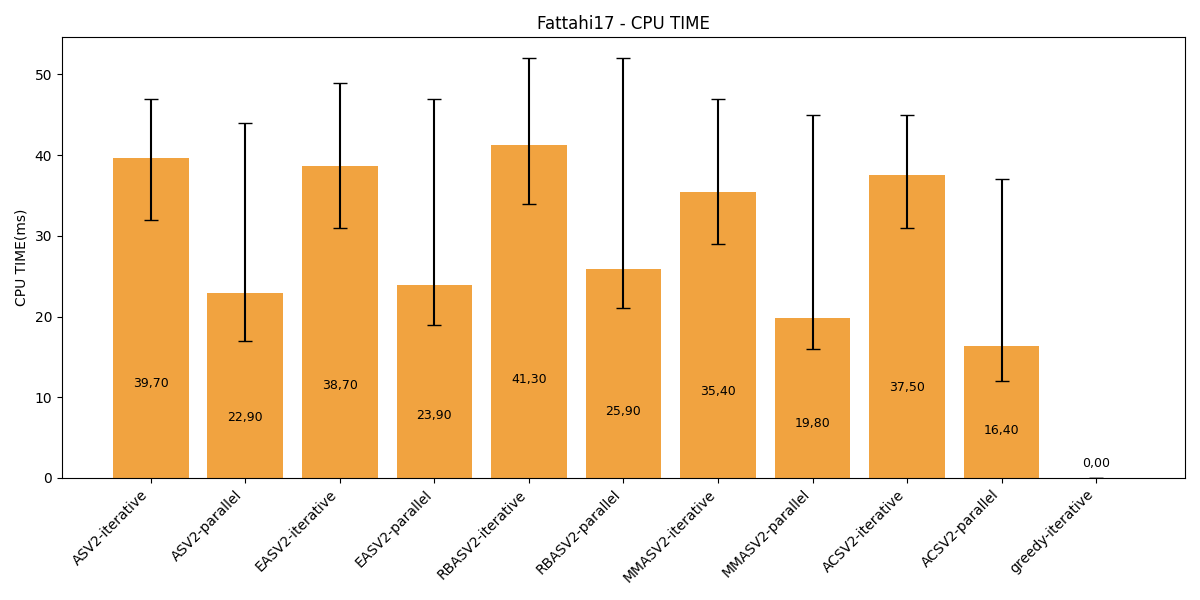 Fattahi17 - CPU TIME
CPU TIME(ms)
50
40
30
20
10
0
39,70
22,90
38,70
23,90
41,30
25,90
35,40
19,80
37,50
16,40
0,00
ASV2-iterative
ASV2-parallel
EASV2-iterative
EASV2-parallel
RBASV2-iterative
RBASV2-parallel
MMASV2-iterative
MMASV2-parallel
ACSV2-iterative
ACSV2-parallel
greedy-iterative